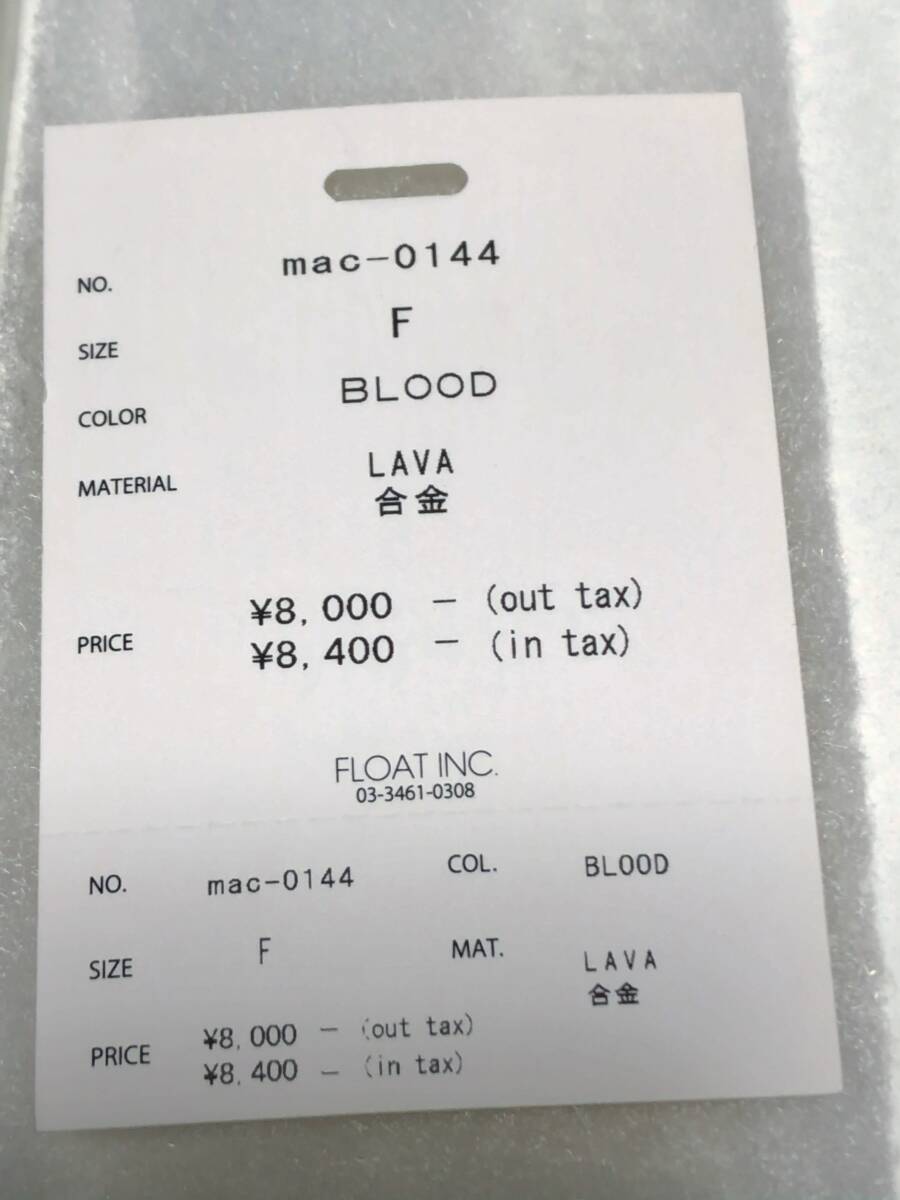 NO. mac-0144
SIZE F
COLOR BLOOD
MATERIAL LAVA
合金
PRICE ¥8,000 - (out tax)
¥8,400 - (in tax)
FLOAT INC.
03-3461-0308
NO. mac-0144 COL. BLOOD
SIZE F MAT. LAVA
合金
PRICE ¥8,000 - (out tax)
¥8,400 - (in tax)